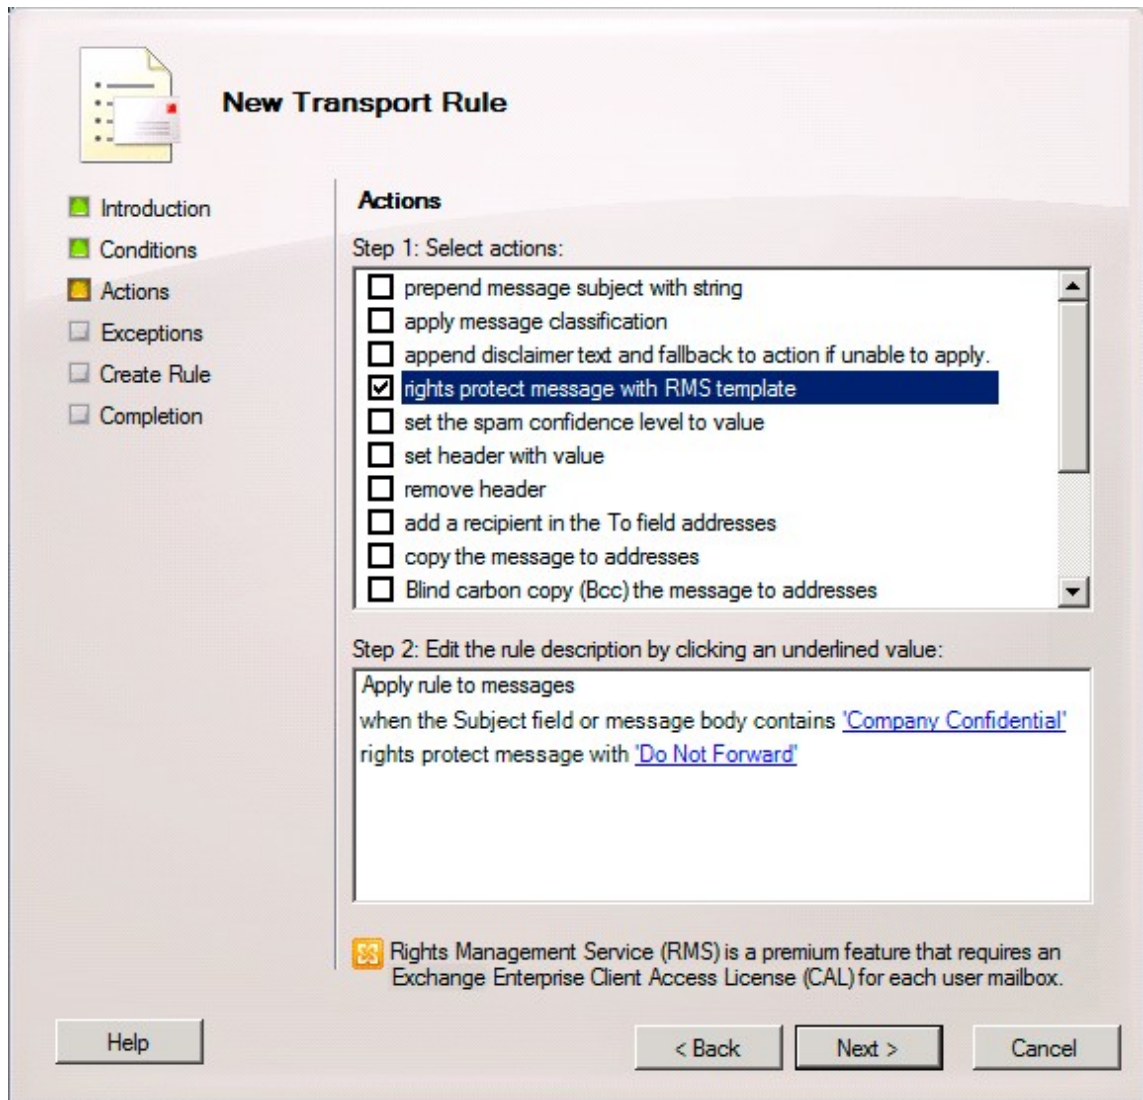 New Transport Rule
Introduction
Conditions
Actions
Exceptions
Create Rule
Completion
Actions
Step 1: Select actions:
prepend message subject with string
apply message classification
append disclaimer text and fallback to action if unable to apply.
rights protect message with RMS template
set the spam confidence level to value
set header with value
remove header
add a recipient in the To field addresses
copy the message to addresses
Blind carbon copy (Bcc) the message to addresses
Step 2: Edit the rule description by clicking an underlined value:
Apply rule to messages
when the Subject field or message body contains 'Company Confidential'
rights protect message with 'Do Not Forward'
Rights Management Service (RMS) is a premium feature that requires an
Exchange Enterprise Client Access License (CAL) for each user mailbox.
Help
< Back
Next >
Cancel